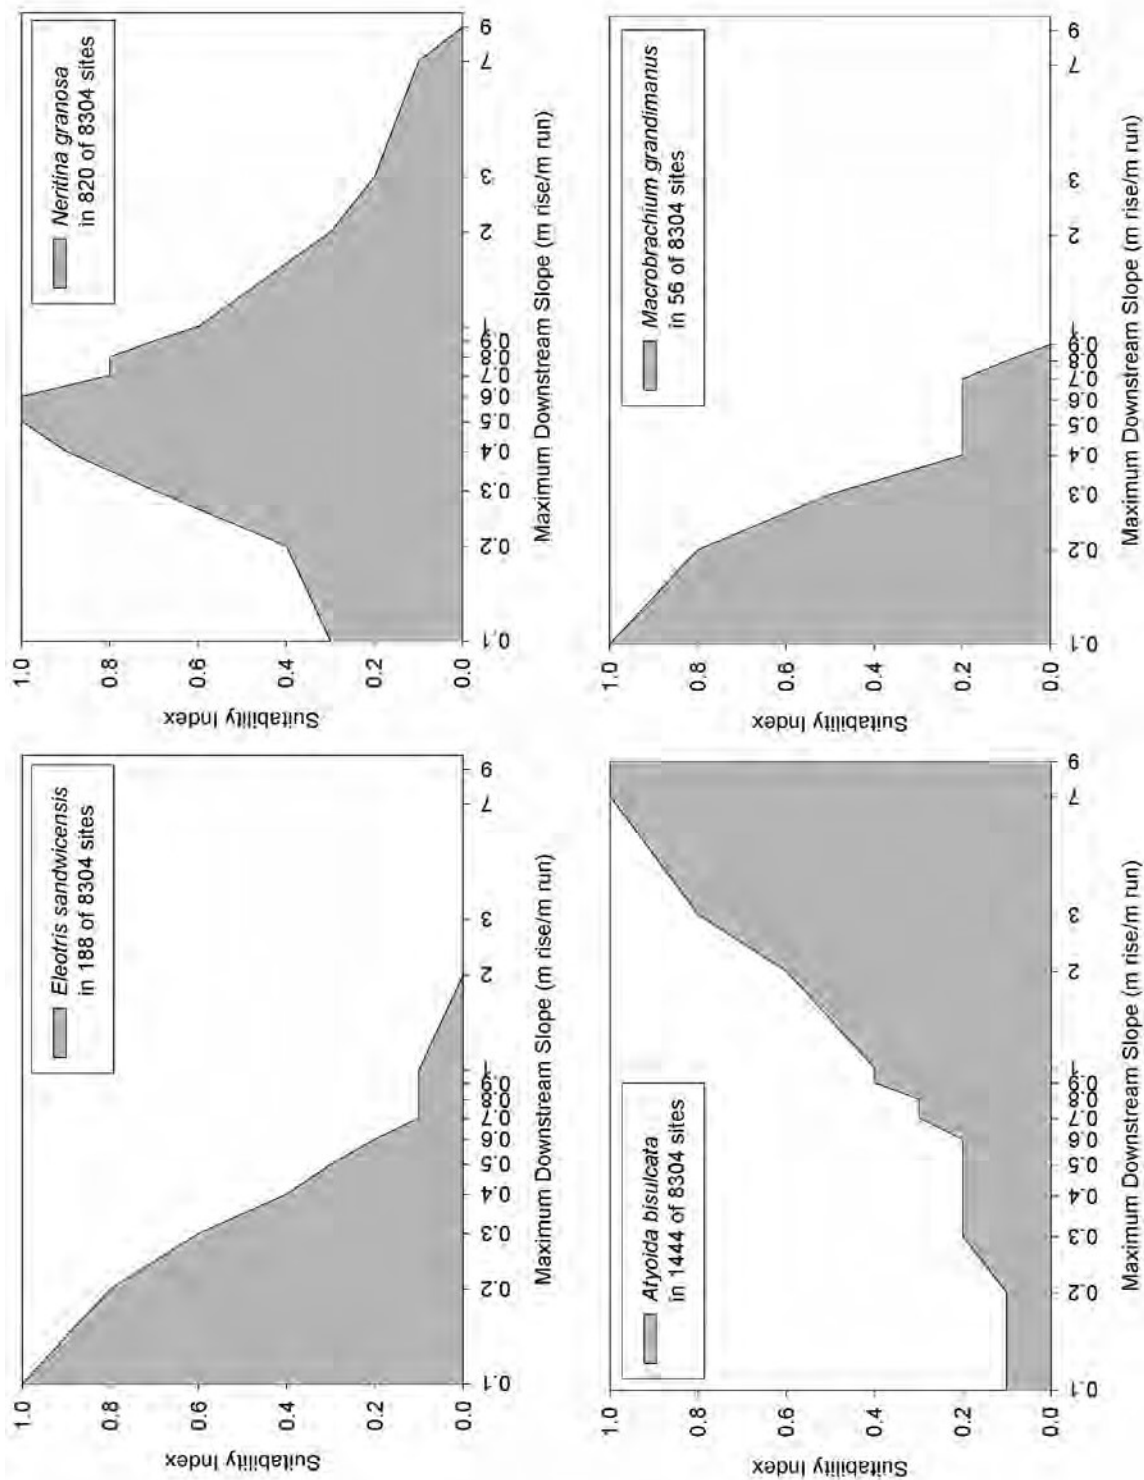 Eleotris sandwicensis
in 188 of 8304 sites
Suitability Index
1.0
0.8
0.6
0.4
0.2
0.0
0.1 0.2 0.3 0.4 0.5 0.6 0.7 0.8 0.9 1 2 3 7 9
Maximum Downstream Slope (m rise/m run)
Neritina granosa
in 820 of 8304 sites
Suitability Index
1.0
0.8
0.6
0.4
0.2
0.0
0.1 0.2 0.3 0.4 0.5 0.6 0.7 0.8 0.9 1 2 3 7 9
Maximum Downstream Slope (m rise/m run)
Atyoida bisulcata
in 1444 of 8304 sites
Suitability Index
1.0
0.8
0.6
0.4
0.2
0.0
0.1 0.2 0.3 0.4 0.5 0.6 0.7 0.8 0.9 1 2 3 7 9
Maximum Downstream Slope (m rise/m run)
Macrobrachium grandimanus
in 56 of 8304 sites
Suitability Index
1.0
0.8
0.6
0.4
0.2
0.0
0.1 0.2 0.3 0.4 0.5 0.6 0.7 0.8 0.9 1 2 3 7 9
Maximum Downstream Slope (m rise/m run)